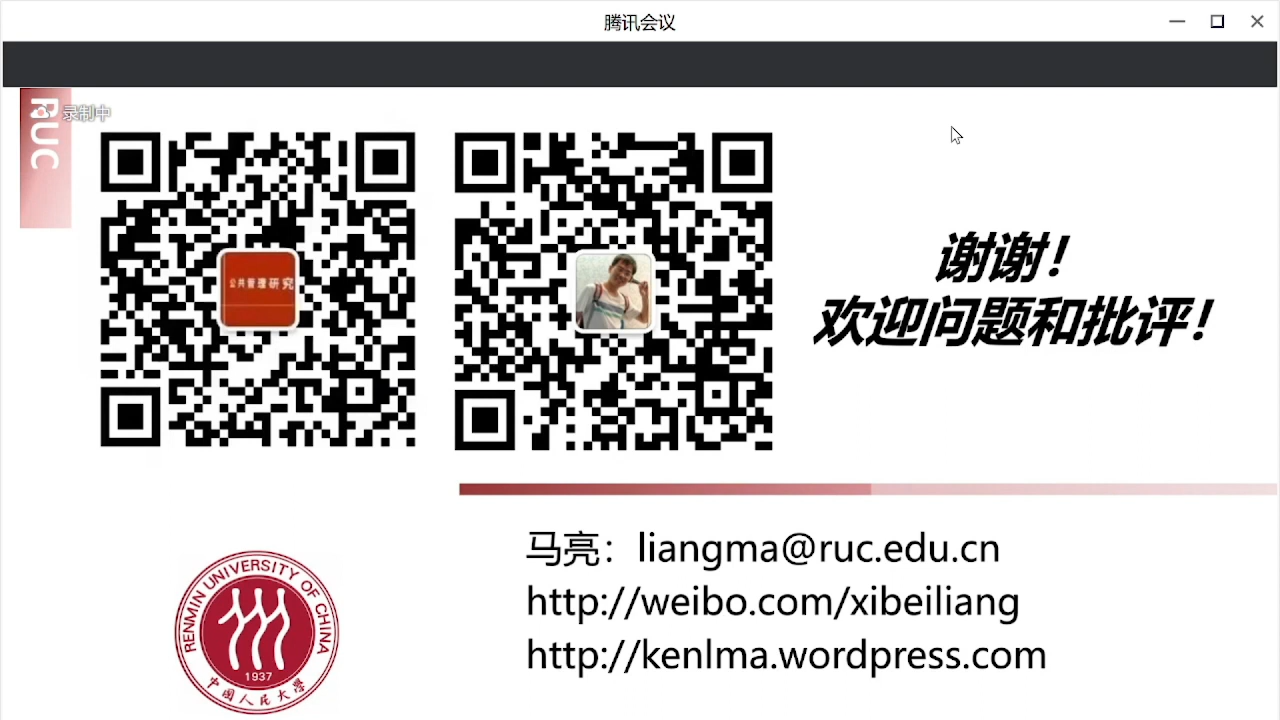 腾讯会议
RUC
录制中
公共管理研究
谢谢！
欢迎问题和批评！
马亮：liangma@ruc.edu.cn
http://weibo.com/xibeiliang
http://kenlma.wordpress.com
RENMIN UNIVERSITY OF CHINA
1937
中国人民大学